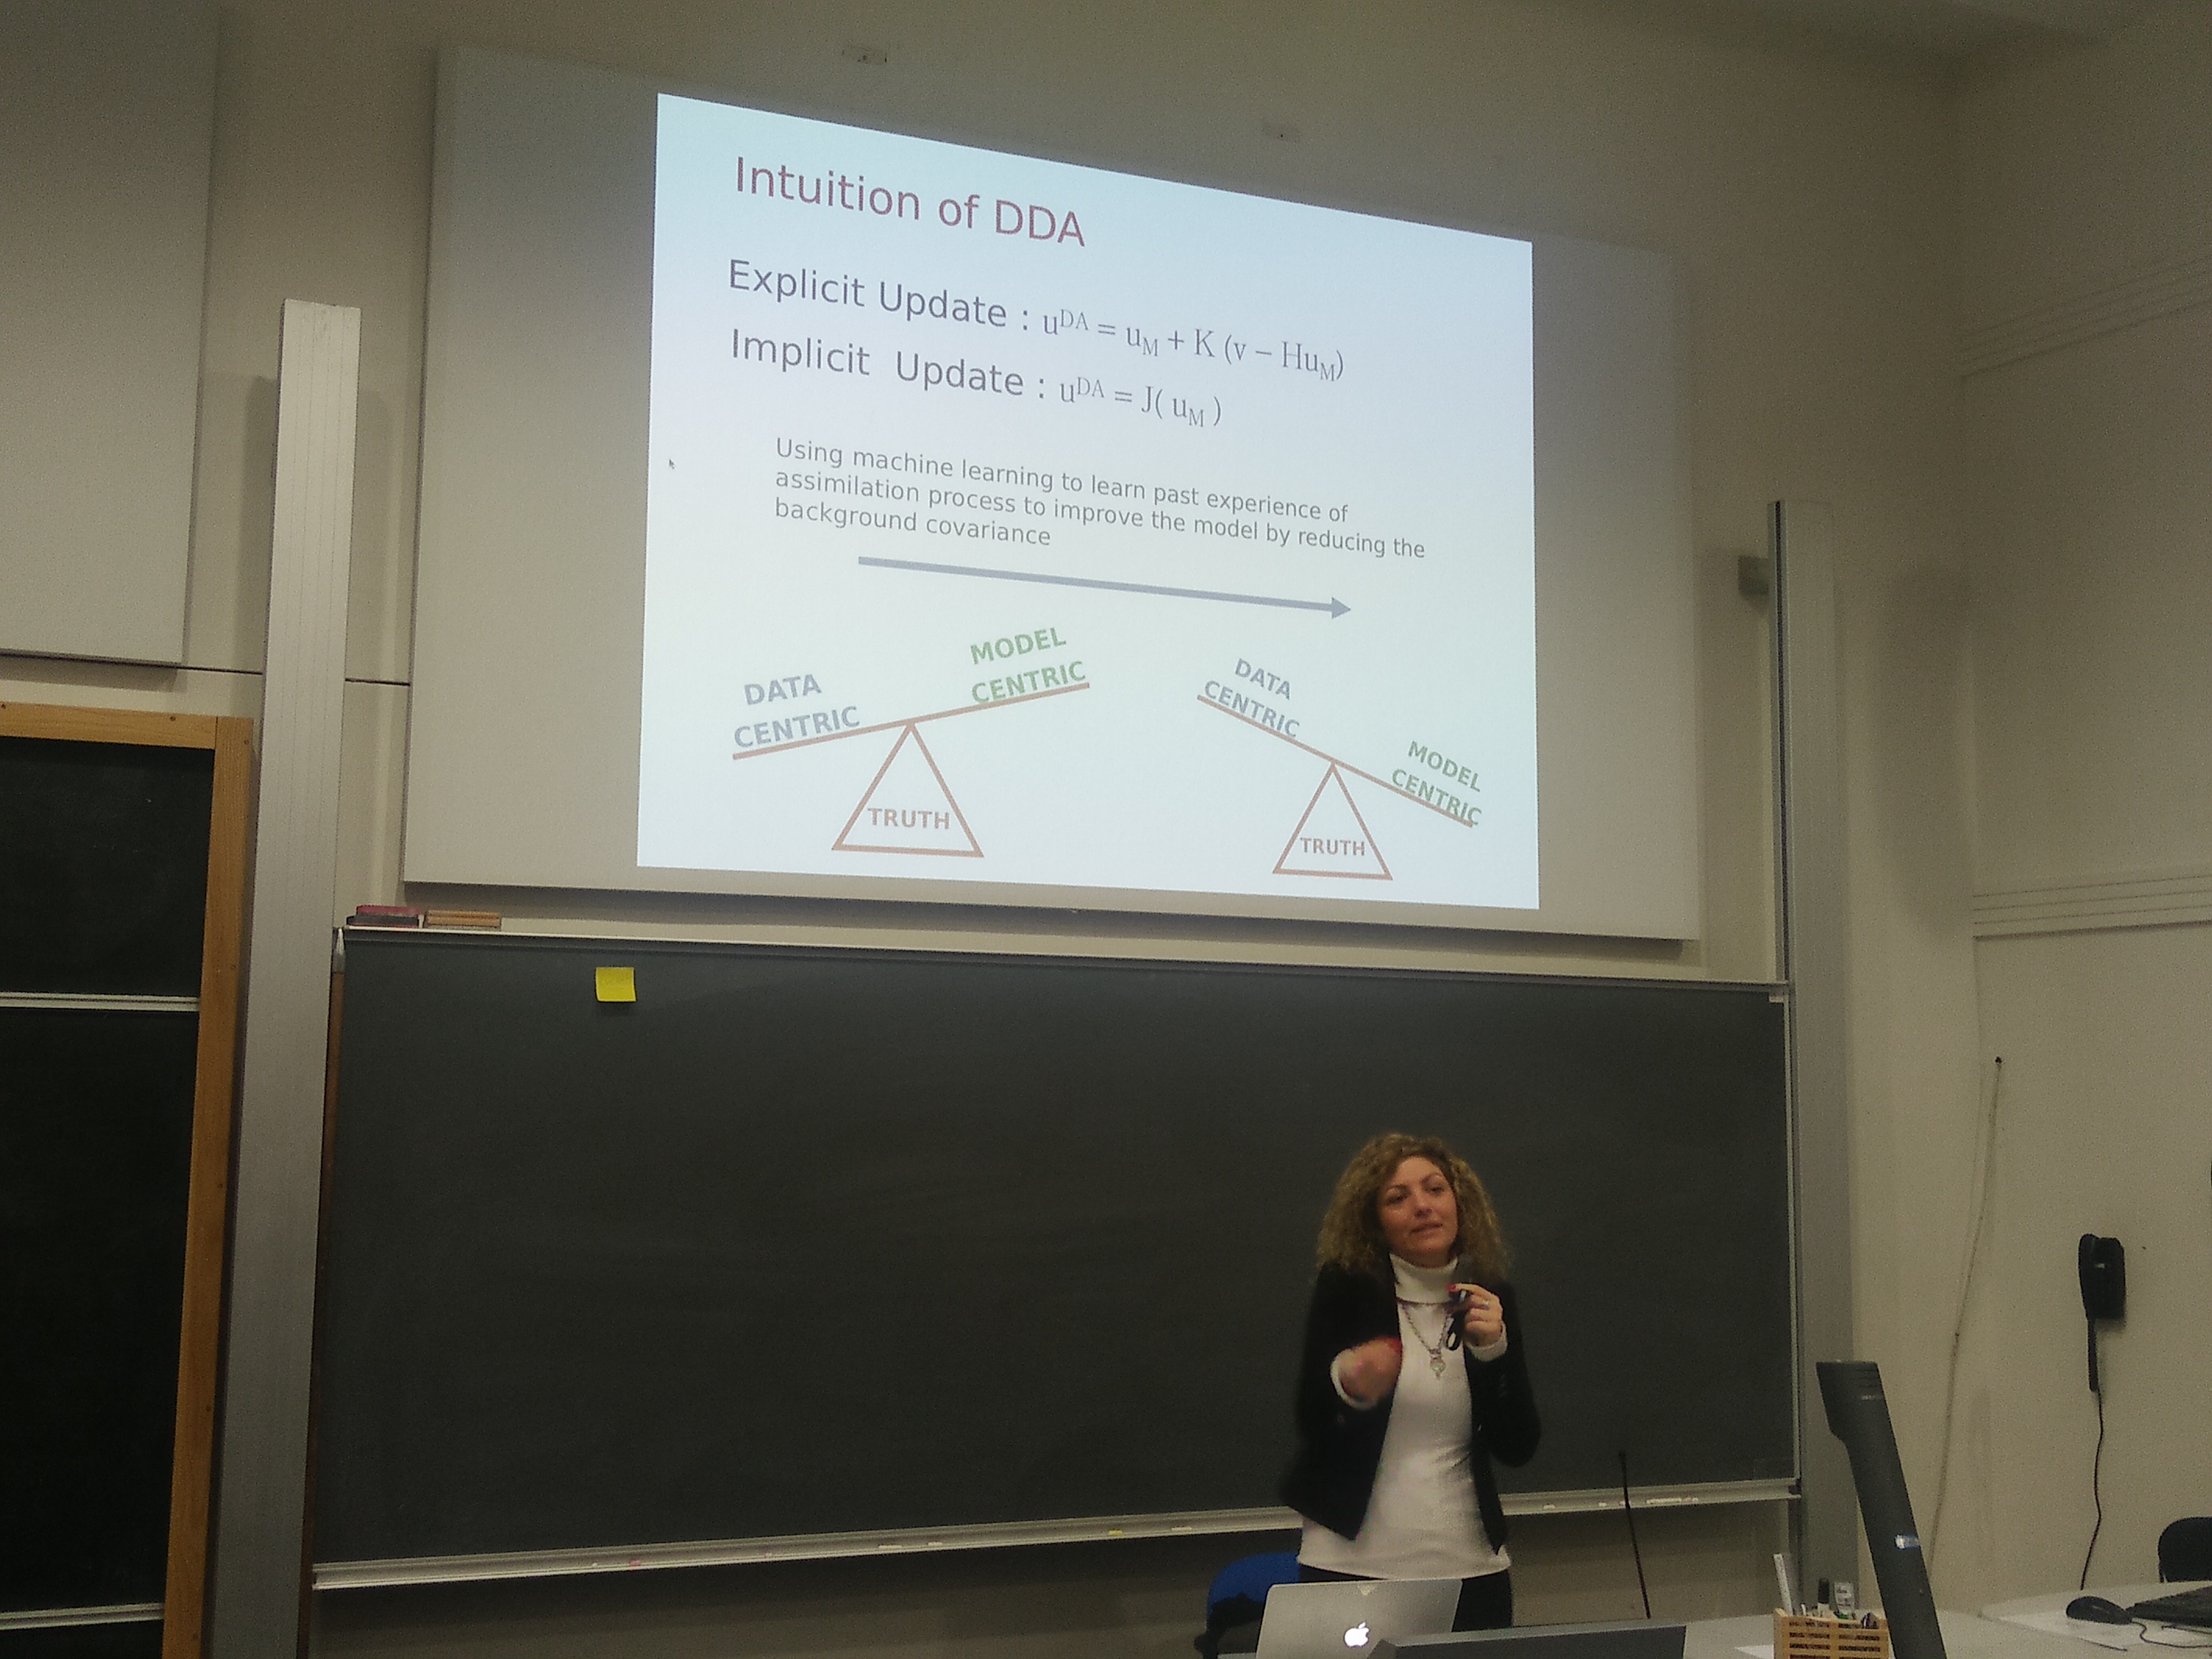 Intuition of DDA
Explicit Update : uᴰᴬ = u_M + K (v – Hu_M)
Implicit Update : uᴰᴬ = J( u_M )
Using machine learning to learn past experience of
assimilation process to improve the model by reducing the
background covariance
DATA
CENTRIC
MODEL
CENTRIC
TRUTH
DATA
CENTRIC
MODEL
CENTRIC
TRUTH